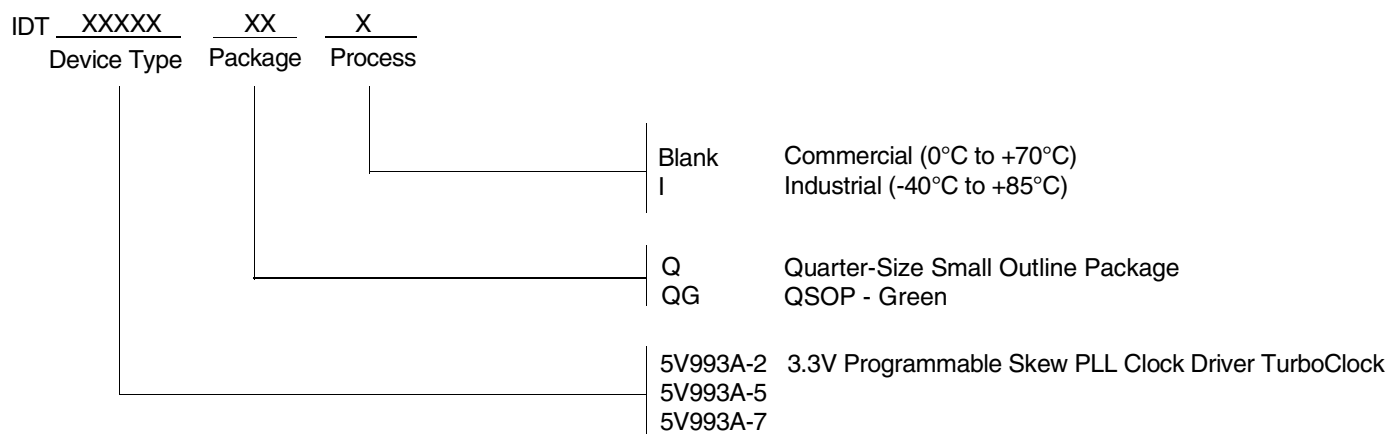 IDT XXXXX XX X
Device Type Package Process
Blank Commercial (0°C to +70°C)
I Industrial (-40°C to +85°C)
Q Quarter-Size Small Outline Package
QG QSOP - Green
5V993A-2 3.3V Programmable Skew PLL Clock Driver TurboClock
5V993A-5
5V993A-7